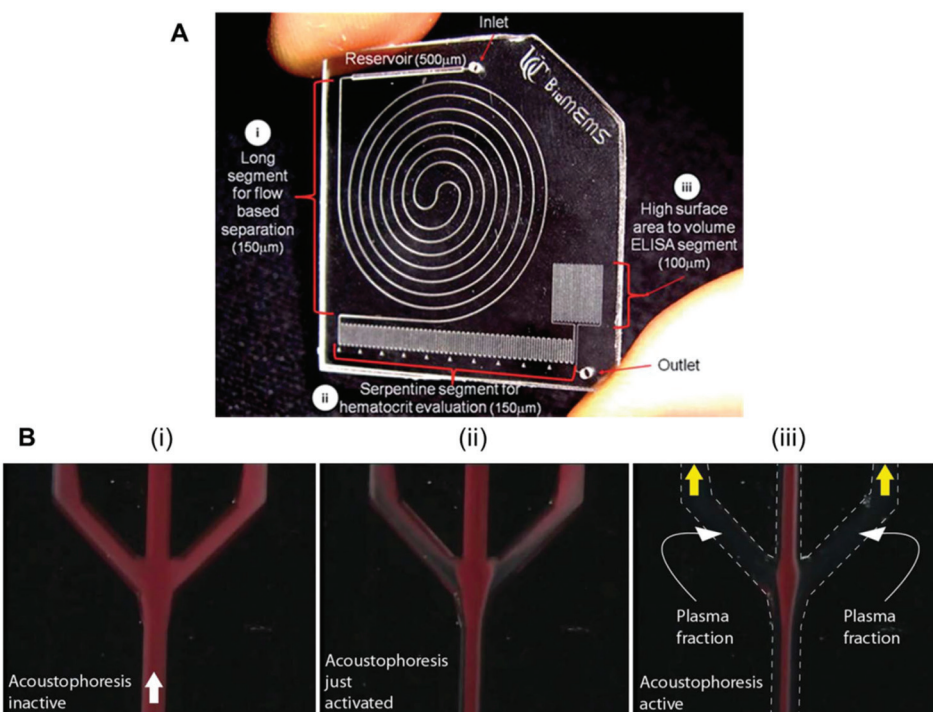 A
Inlet
Reservoir (500µm)
UC BioMEMS
i
Long
segment
for flow
based
separation
(150µm)
iii
High surface
area to volume
ELISA segment
(100µm)
Outlet
ii
Serpentine segment for
hematocrit evaluation (150µm)
B
(i)
(ii)
(iii)
Acoustophoresis
inactive
Acoustophoresis
just
activated
Plasma
fraction
Plasma
fraction
Acoustophoresis
active